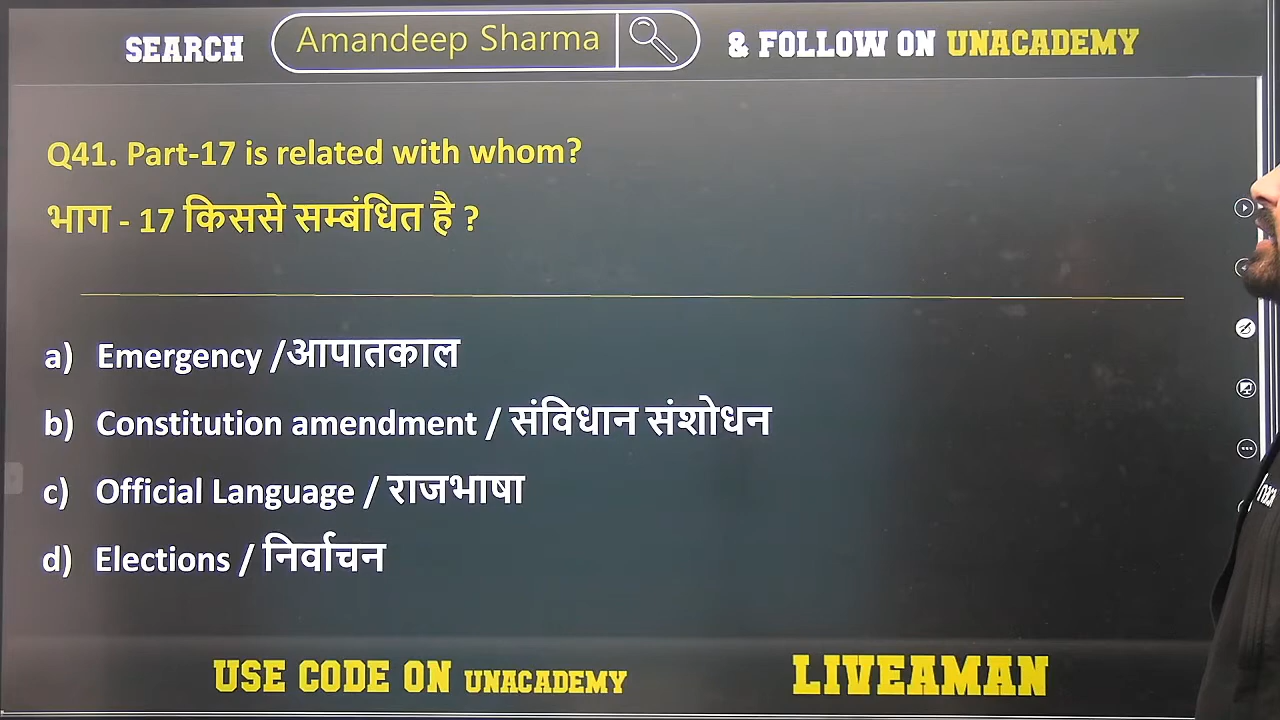 SEARCH Amandeep Sharma & FOLLOW ON UNACADEMY
Q41. Part-17 is related with whom?
भाग - 17 किससे सम्बंधित है ?
a) Emergency /आपातकाल
b) Constitution amendment / संविधान संशोधन
c) Official Language / राजभाषा
d) Elections / निर्वाचन
USE CODE ON UNACADEMY LIVEAMAN